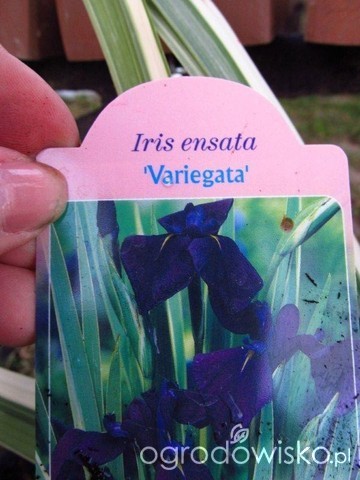 Iris ensata
'Variegata'
ogrodowisko.pl